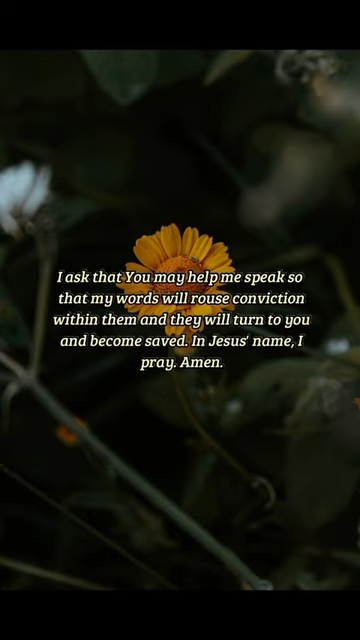 I ask that You may help me speak so
that my words will rouse conviction
within them and they will turn to you
and become saved. In Jesus' name, I
pray. Amen.